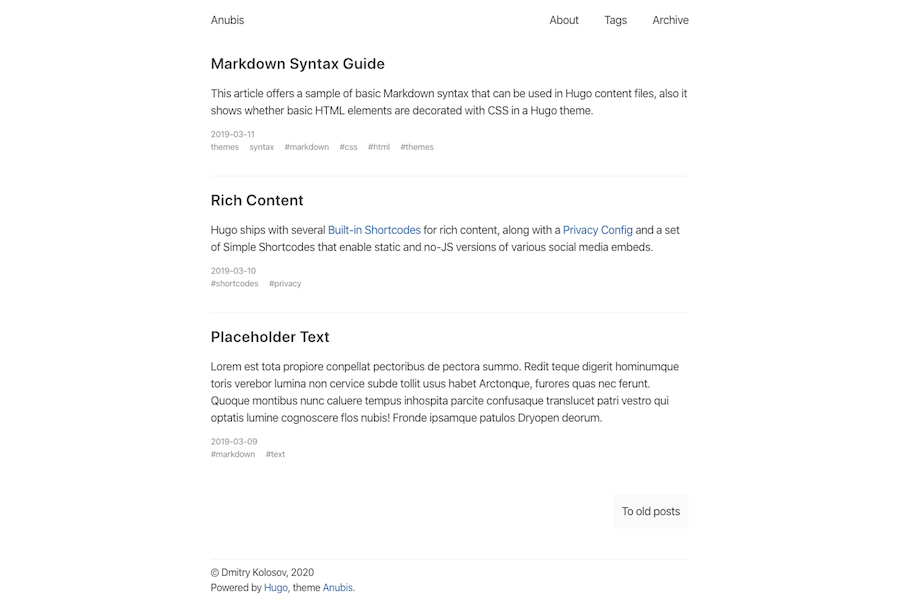 Anubis About Tags Archive
Markdown Syntax Guide
This article offers a sample of basic Markdown syntax that can be used in Hugo content files, also it
shows whether basic HTML elements are decorated with CSS in a Hugo theme.
2019-03-11
themes syntax #markdown #css #html #themes
Rich Content
Hugo ships with several Built-in Shortcodes for rich content, along with a Privacy Config and a set
of Simple Shortcodes that enable static and no-JS versions of various social media embeds.
2019-03-10
#shortcodes #privacy
Placeholder Text
Lorem est tota propiore conpellat pectoribus de pectora summo. Redit teque digerit hominumque
toris verebor lumina non cervice subde tollit usus habet Arctonque, furores quas nec ferunt.
Quoque montibus nunc caluere tempus inhospita parcite confusaque translucet patri vestro qui
optatis lumine cognoscere flos nubis! Fronde ipsamque patulos Dryopen deorum.
2019-03-09
#markdown #text
To old posts
© Dmitry Kolosov, 2020
Powered by Hugo, theme Anubis.